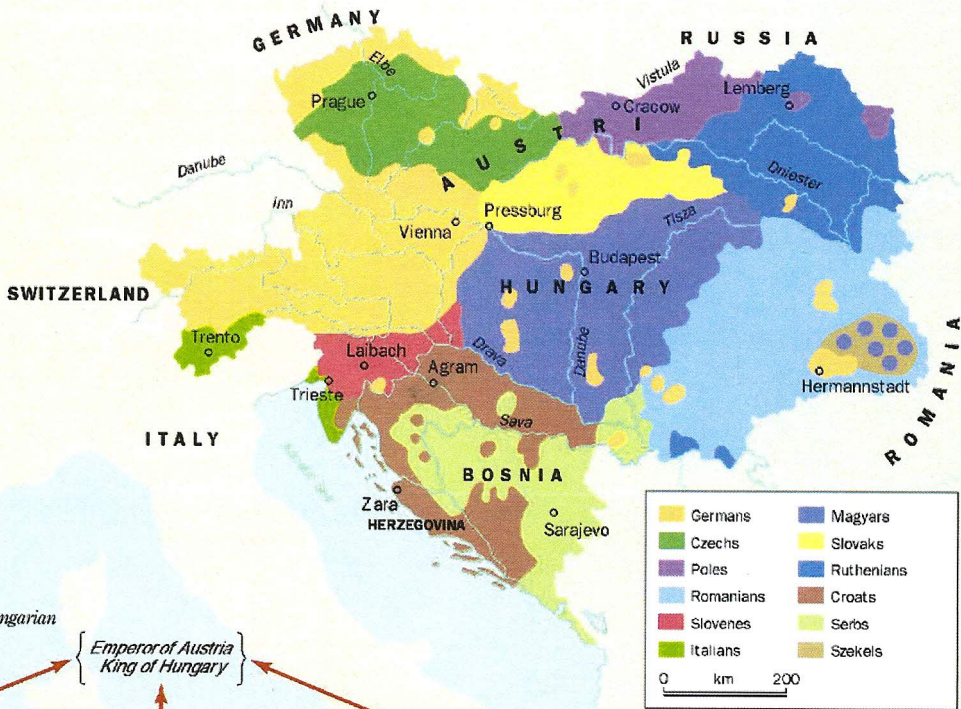 GERMANY
RUSSIA
Elbe
Vistula
Prague
Lemberg
Cracow
AUSTRI
Danube
Dniester
Inn
Tisza
Pressburg
Vienna
Budapest
SWITZERLAND
HUNGARY
Trento
Laibach
Drava
Danube
Agram
Hermannstadt
Trieste
ROMANIA
Sava
ITALY
BOSNIA
Zara
HERZEGOVINA
Sarajevo
Germans
Czechs
Poles
Romanians
Slovenes
Italians
Magyars
Slovaks
Ruthenians
Croats
Serbs
Szekels
0 km 200
ngarian
Emperor of Austria
King of Hungary